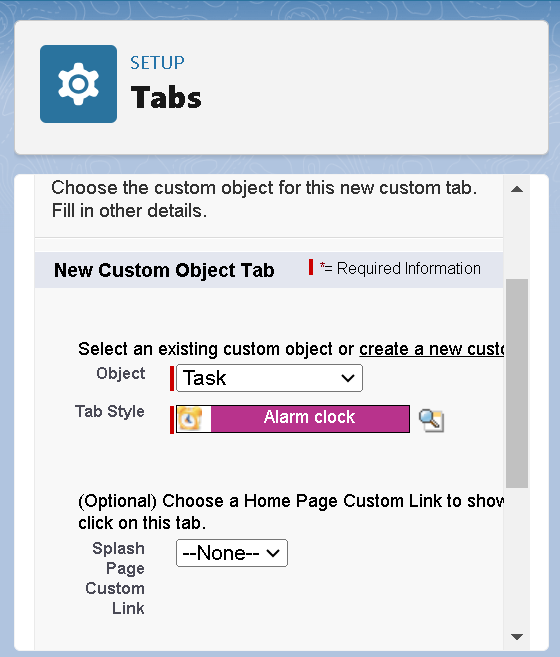 SETUP
Tabs
Choose the custom object for this new custom tab.
Fill in other details.
New Custom Object Tab
*= Required Information
Select an existing custom object or create a new
Object
Task
Tab Style
Alarm clock
(Optional) Choose a Home Page Custom Link to show
click on this tab.
Splash
Page
Custom
Link
--None--